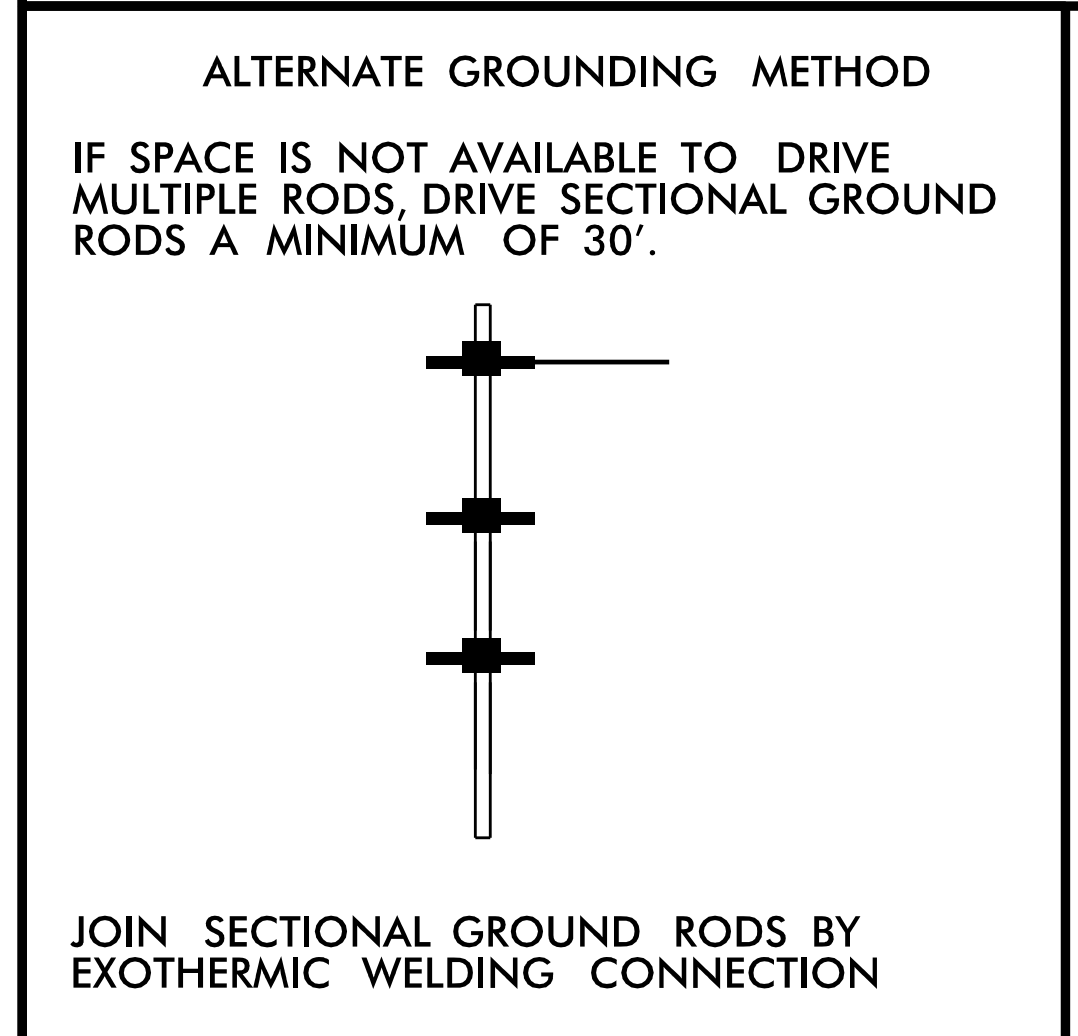 ALTERNATE GROUNDING METHOD
IF SPACE IS NOT AVAILABLE TO DRIVE
MULTIPLE RODS, DRIVE SECTIONAL GROUND
RODS A MINIMUM OF 30'.
JOIN SECTIONAL GROUND RODS BY
EXOTHERMIC WELDING CONNECTION